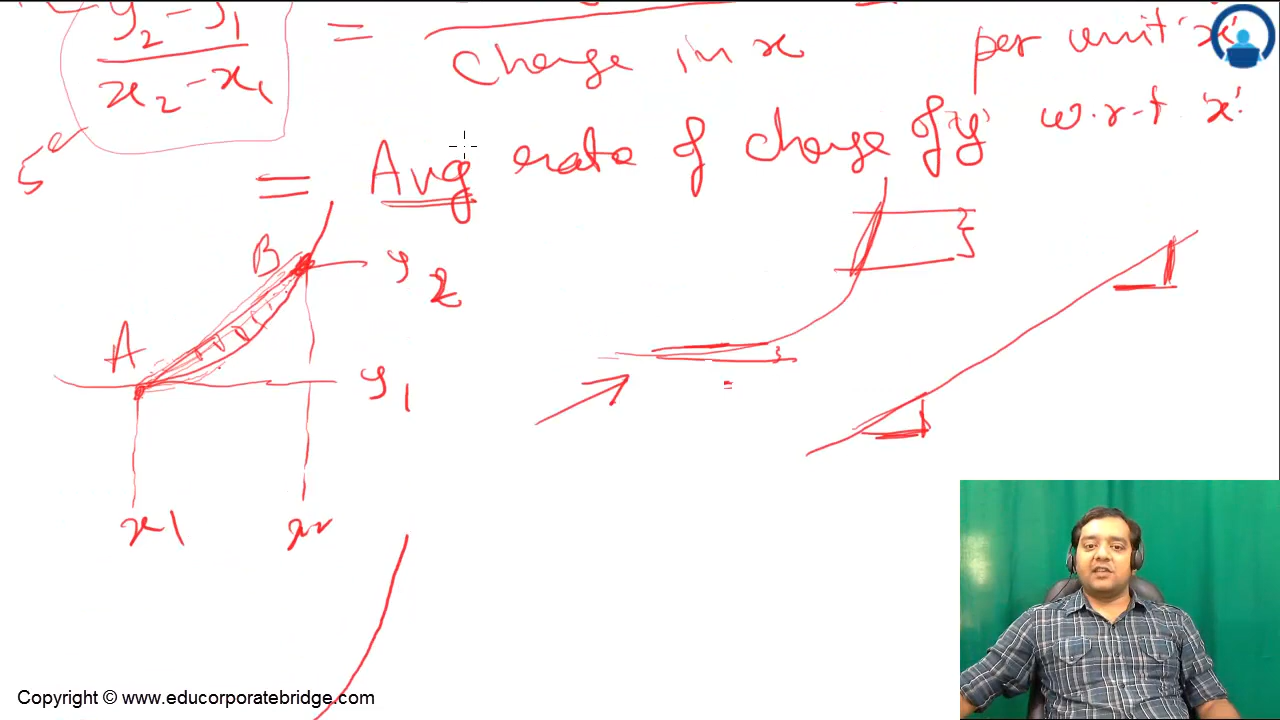 y2 - y1
x2 - x1
=
change in x
per unit 'x'
5
= Avg rate of change of 'y' w.r.t 'x'
B
y2
A
y1
=
x1
x2
Copyright © www.educorporatebridge.com